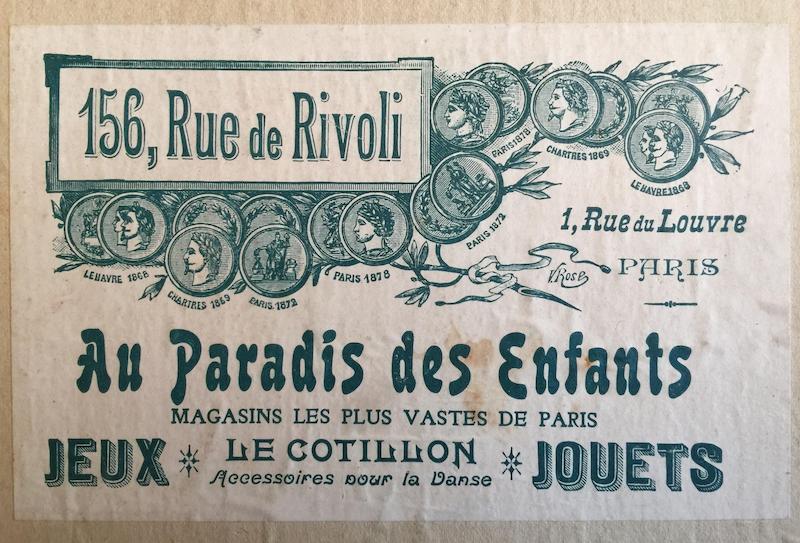 156, Rue de Rivoli
PARIS 1878
CHARTRES 1869
LE HAVRE 1868
PARIS 1872
LE HAVRE 1868
CHARTRES 1869
PARIS. 1872
PARIS 1878
1, Rue du Louvre
V. Rose
PARIS
Au Paradis des Enfants
MAGASINS LES PLUS VASTES DE PARIS
JEUX LE COTILLON JOUETS
Accessoires pour la Danse